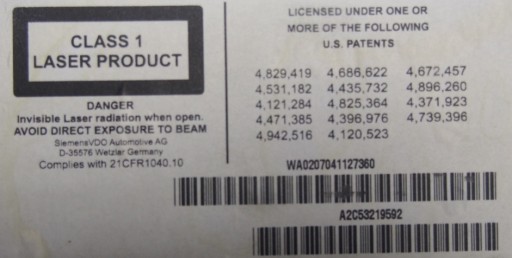 CLASS 1
LASER PRODUCT
DANGER
Invisible Laser radiation when open.
AVOID DIRECT EXPOSURE TO BEAM
SiemensVDO Automotive AG
D-35576 Wetzlar Germany
Complies with 21CFR1040.10
LICENSED UNDER ONE OR
MORE OF THE FOLLOWING
U.S. PATENTS
4,829,419 4,686,622 4,672,457
4,531,182 4,435,732 4,896,260
4,121,284 4,825,364 4,371,923
4,471,385 4,396,976 4,739,396
4,942,516 4,120,523
WA0207041127360
A2C53219592